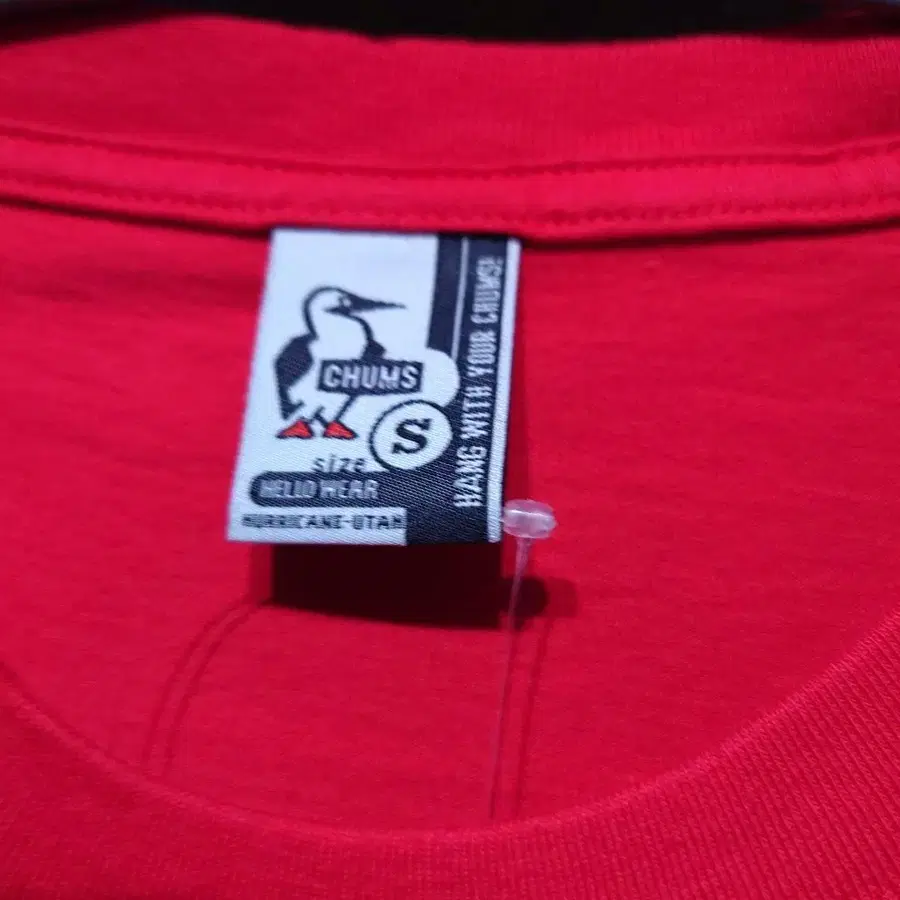 CHUMS
S
size
HELLO WEAR
HURRICANE-UTAH
HANG WITH YOUR CHUMS!